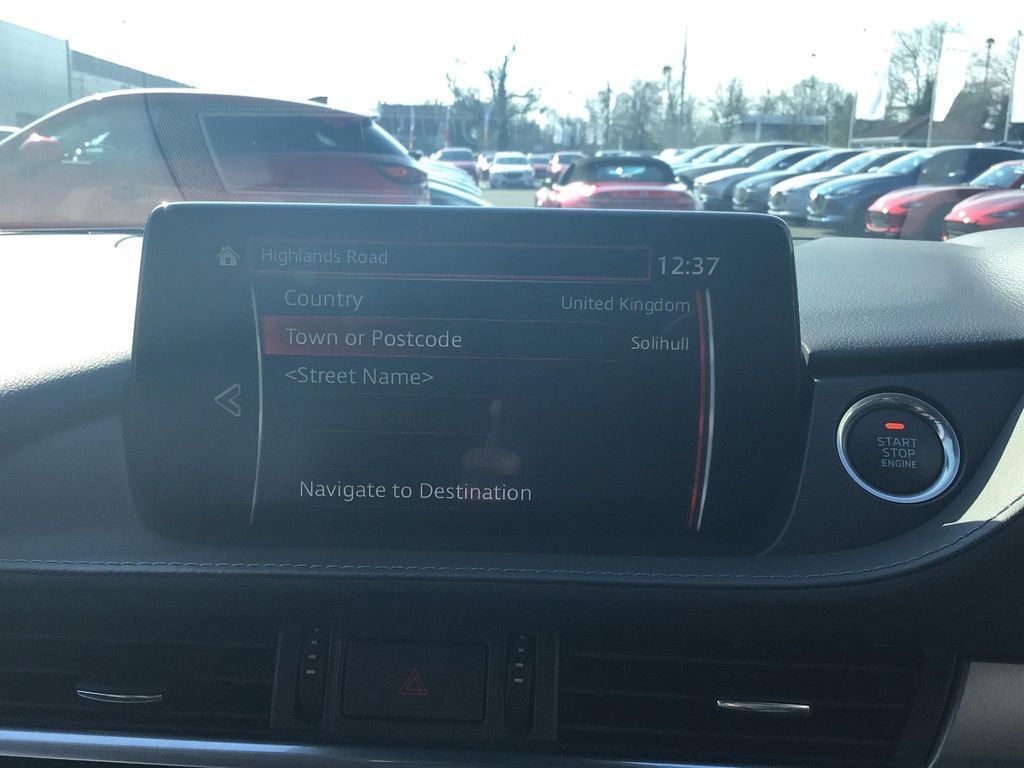 Highlands Road
12:37
Country United Kingdom
Town or Postcode Solihull
<Street Name>
Navigate to Destination
START
STOP
ENGINE